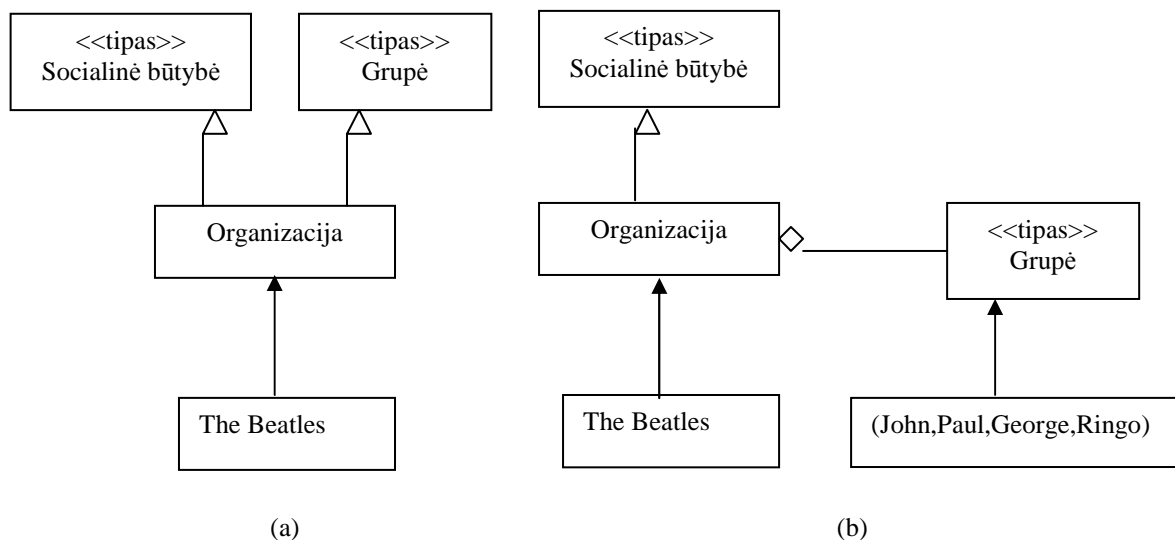 <<tipas>>
Socialinė būtybė
<<tipas>>
Grupė
Organizacija
The Beatles
(a)
<<tipas>>
Socialinė būtybė
Organizacija
<<tipas>>
Grupė
The Beatles
(John,Paul,George,Ringo)
(b)